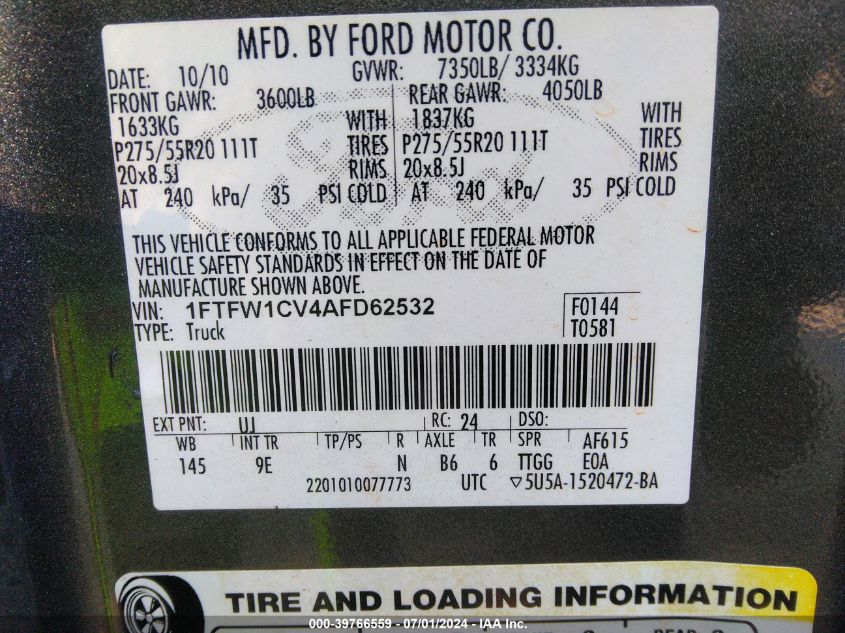 MFD. BY FORD MOTOR CO.
DATE: 10/10 GVWR: 7350LB/ 3334KG
FRONT GAWR: 3600LB REAR GAWR: 4050LB
1633KG WITH 1837KG WITH
P275/55R20 111T TIRES P275/55R20 111T TIRES
20x8.5J RIMS 20x8.5J RIMS
AT 240 kPa/ 35 PSI COLD AT 240 kPa/ 35 PSI COLD
THIS VEHICLE CONFORMS TO ALL APPLICABLE FEDERAL MOTOR
VEHICLE SAFETY STANDARDS IN EFFECT ON THE DATE OF
MANUFACTURE SHOWN ABOVE.
VIN: 1FTFW1CV4AFD62532 F0144
TYPE: Truck T0581
EXT PNT: UJ RC: 24 DSO:
WB INT TR TP/PS R AXLE TR SPR AF615
145 9E N B6 6 TTGG E0A
2201010077773 UTC ▽5U5A-1520472-BA
TIRE AND LOADING INFORMATION
000-39766559 - 07/01/2024 - IAA Inc.